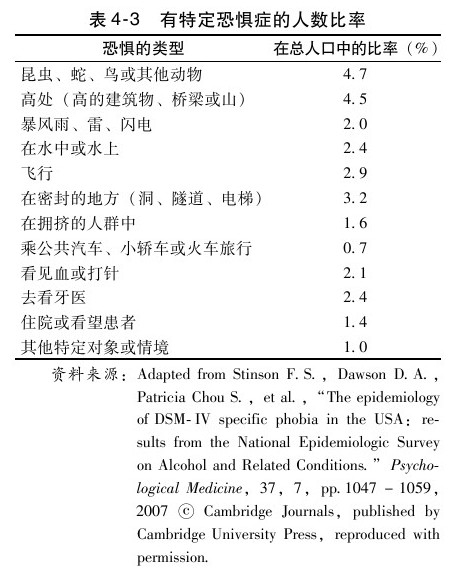 表 4-3 有特定恐惧症的人数比率
恐惧的类型 在总人口中的比率（%）
昆虫、蛇、鸟或其他动物 4.7
高处（高的建筑物、桥梁或山） 4.5
暴风雨、雷、闪电 2.0
在水中或水上 2.4
飞行 2.9
在密封的地方（洞、隧道、电梯） 3.2
在拥挤的人群中 1.6
乘公共汽车、小轿车或火车旅行 0.7
看见血或打针 2.1
去看牙医 2.4
住院或看望患者 1.4
其他特定对象或情境 1.0
资料来源：Adapted from Stinson F. S. , Dawson D. A. ,
Patricia Chou S. , et al. , “The epidemiology
of DSM-IV specific phobia in the USA: re-
sults from the National Epidemiologic Survey
on Alcohol and Related Conditions. ” Psycho-
logical Medicine, 37, 7, pp. 1047 – 1059,
2007 ⓒ Cambridge Journals, published by
Cambridge University Press, reproduced with
permission.